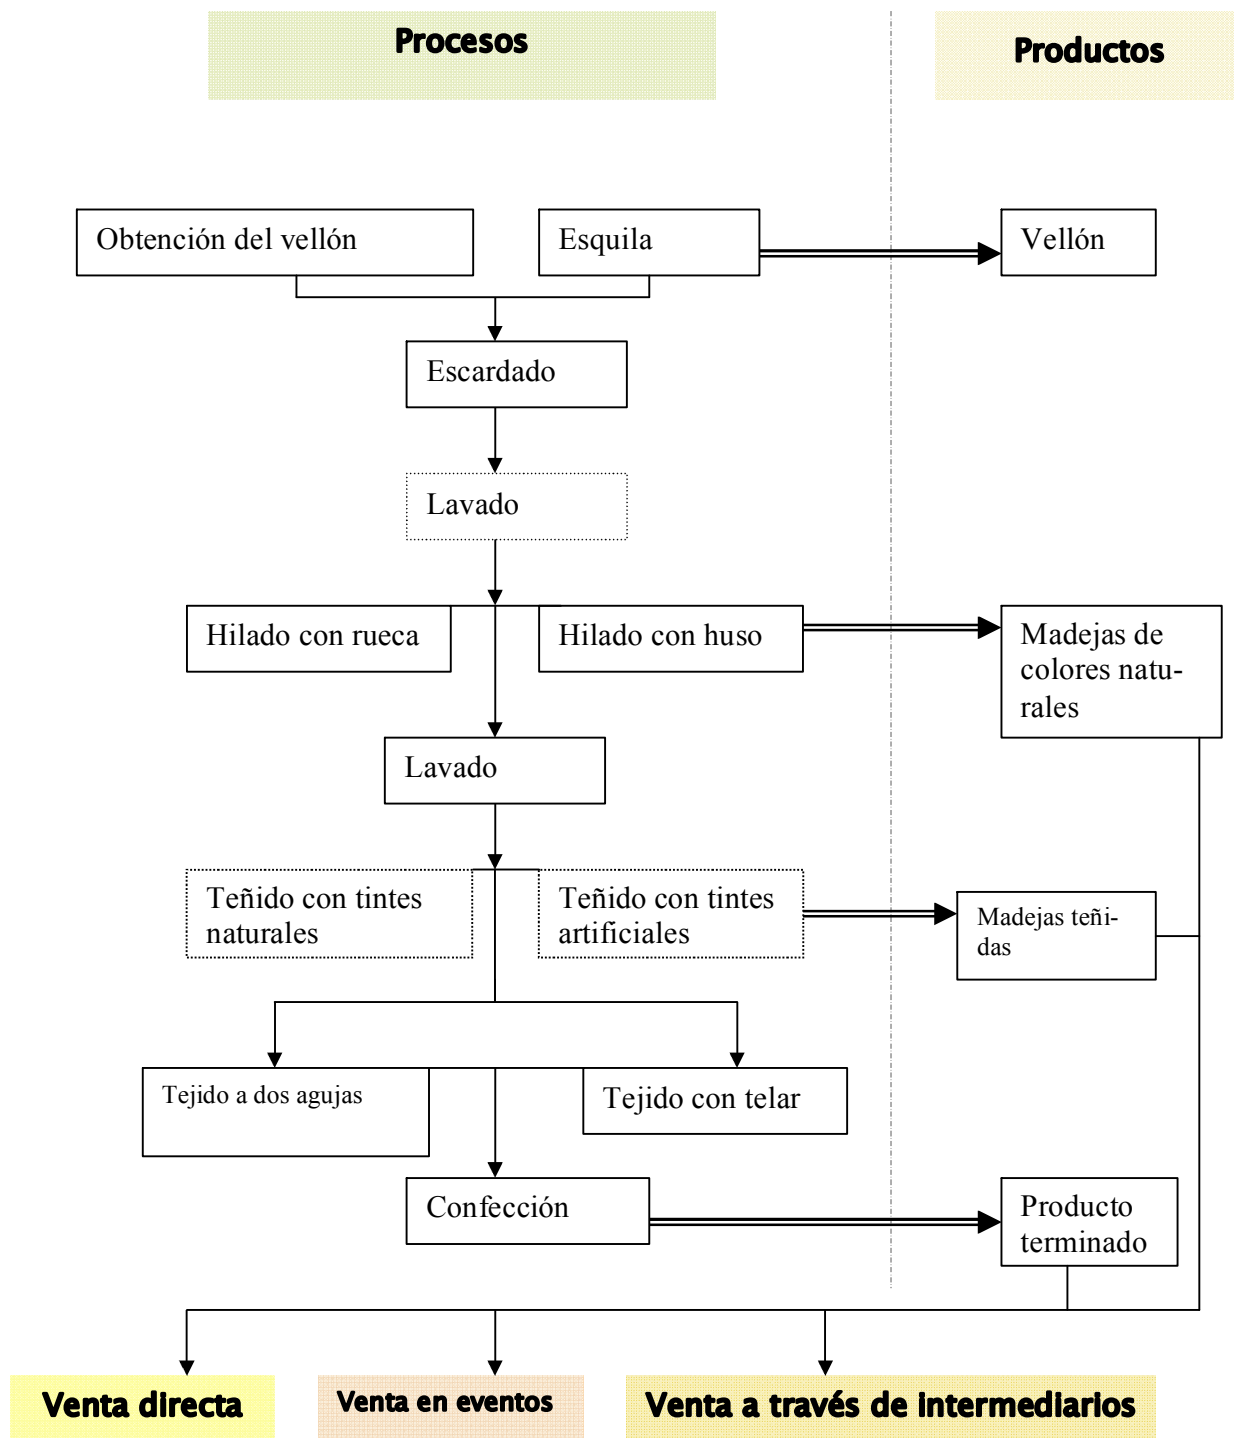 Procesos
Productos
Obtención del vellón
Esquila
Vellón
Escardado
Lavado
Hilado con rueca
Hilado con huso
Madejas de
colores natu-
rales
Lavado
Teñido con tintes
naturales
Teñido con tintes
artificiales
Madejas teñi-
das
Tejido a dos agujas
Tejido con telar
Confección
Producto
terminado
Venta directa
Venta en eventos
Venta a través de intermediarios